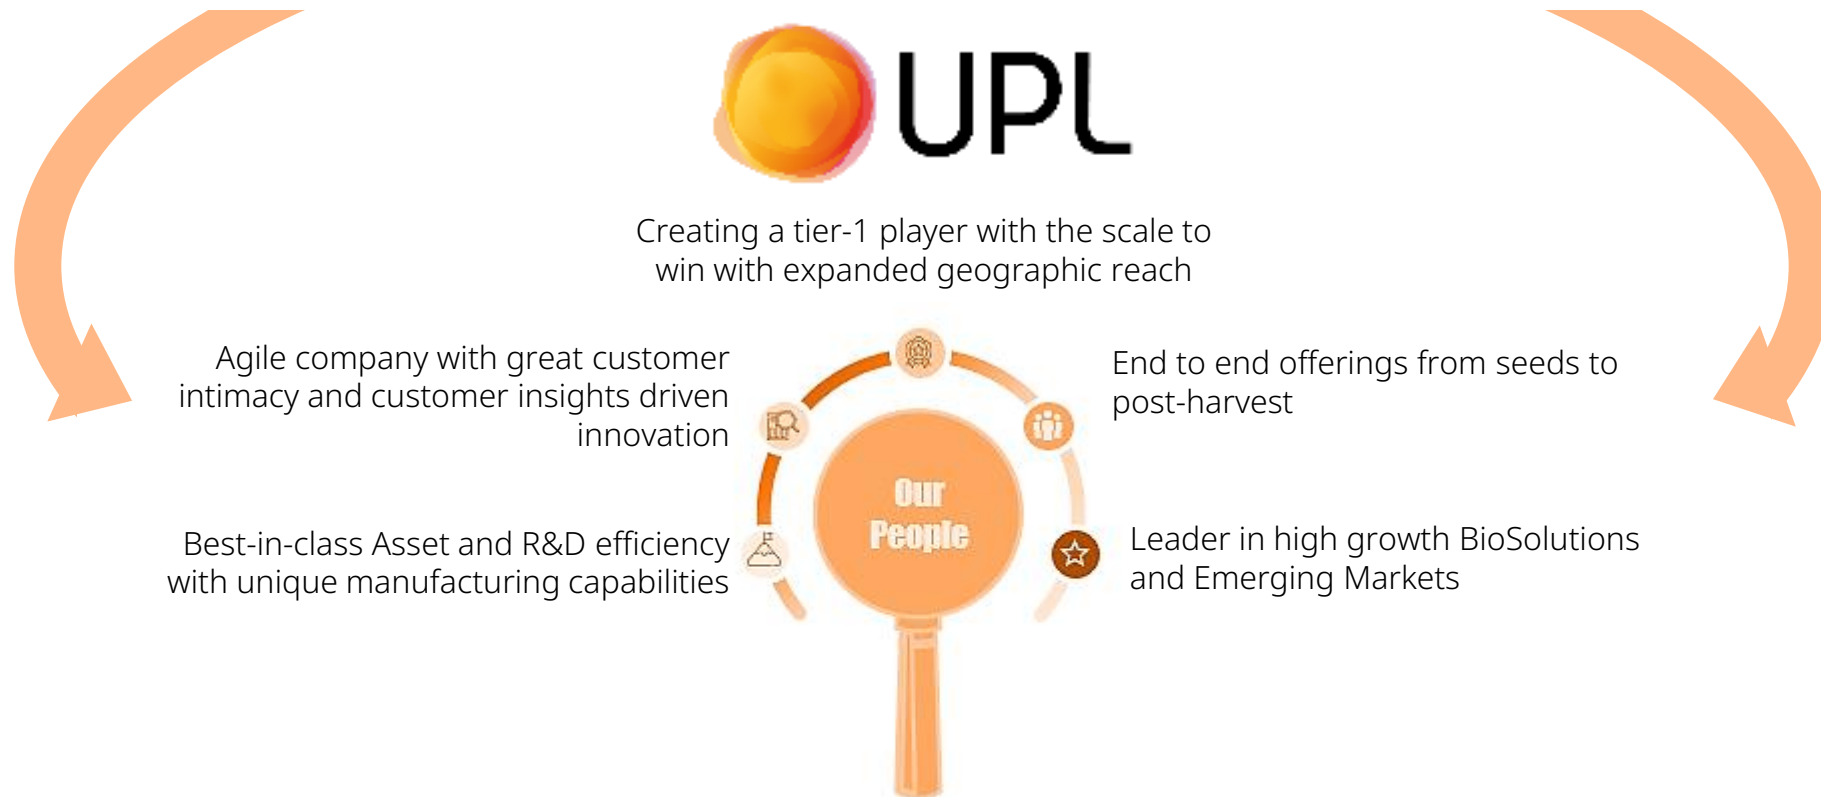 UPL
Creating a tier-1 player with the scale to
win with expanded geographic reach
Agile company with great customer
intimacy and customer insights driven
innovation
End to end offerings from seeds to
post-harvest
Our
People
Best-in-class Asset and R&D efficiency
with unique manufacturing capabilities
Leader in high growth BioSolutions
and Emerging Markets